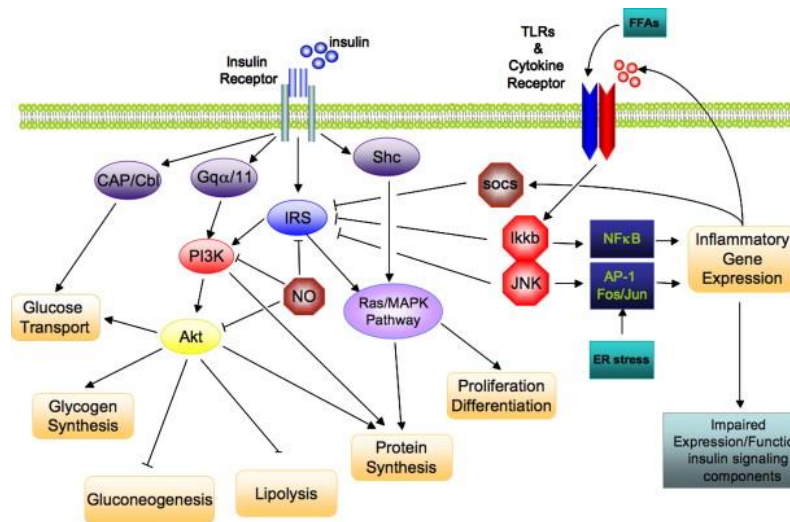 insulin
Insulin
Receptor
TLRs
&
Cytokine
Receptor
FFAs
CAP/Cbl
Gqα/11
Shc
socs
IRS
Ikkb
NFκB
Inflammatory
Gene
Expression
PI3K
JNK
AP-1
Fos/Jun
NO
Glucose
Transport
Ras/MAPK
Pathway
Akt
ER stress
Glycogen
Synthesis
Proliferation
Differentiation
Protein
Synthesis
Gluconeogenesis
Lipolysis
Impaired
Expression/Function
insulin signaling
components